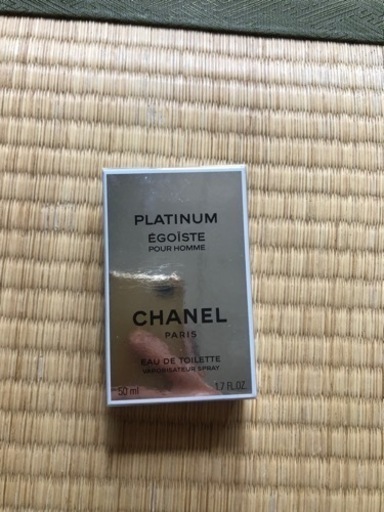 PLATINUM
ÉGOÏSTE
POUR HOMME
CHANEL
PARIS
EAU DE TOILETTE
VAPORISATEUR SPRAY
50 ml 1.7 FL.OZ.